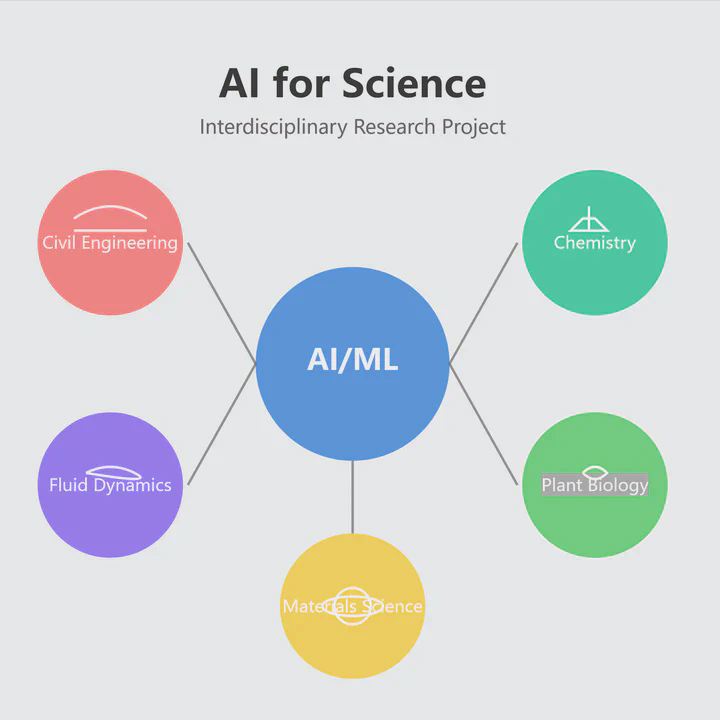 AI for Science
Interdisciplinary Research Project
Civil Engineering
Chemistry
AI/ML
Fluid Dynamics
Plant Biology
Materials Science